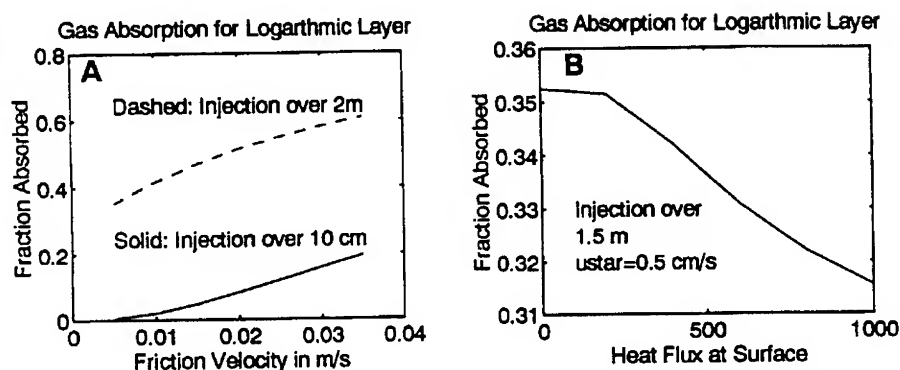 Gas Absorption for Logarthmic Layer
0.8
A
Dashed: Injection over 2m
0.6
0.4
Solid: Injection over 10 cm
0.2
0
0
0.01
0.02
0.03
0.04
Fraction Absorbed
Friction Velocity in m/s
Gas Absorption for Logarthmic Layer
0.36
B
0.35
0.34
0.33
0.32
0.31
Injection over
1.5 m
ustar=0.5 cm/s
0
500
1000
Fraction Absorbed
Heat Flux at Surface